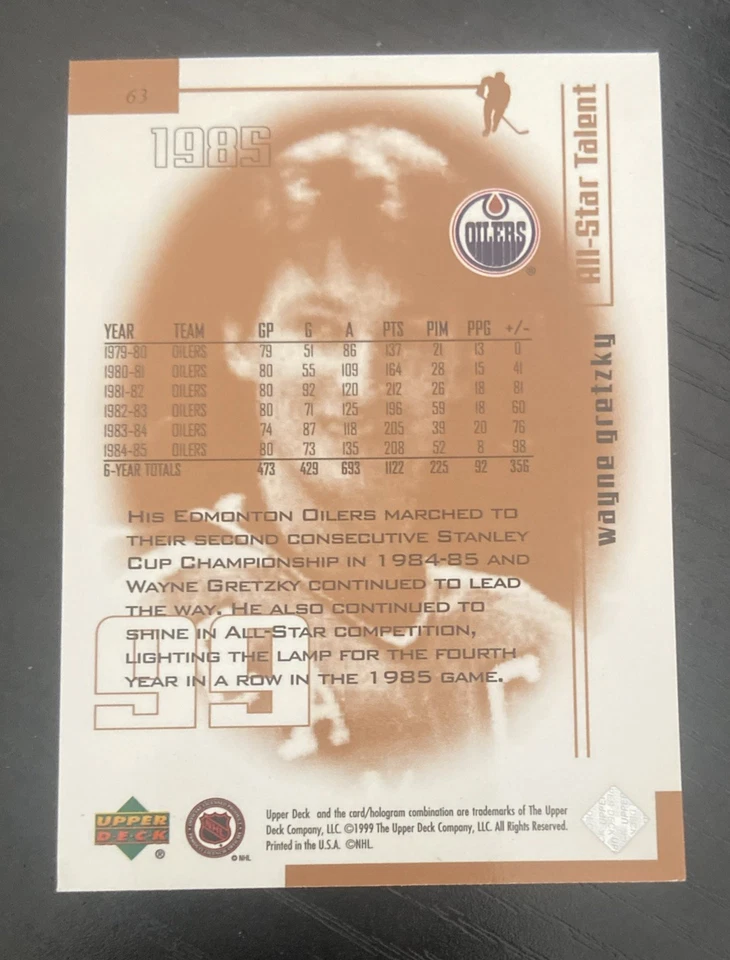 63
1985
All-Star Talent
OILERS
®
wayne gretzky
YEAR TEAM GP G A PTS PIM PPG +/-
1979-80 OILERS 79 51 86 137 21 13 0
1980-81 OILERS 80 55 109 164 28 15 41
1981-82 OILERS 80 92 120 212 26 18 81
1982-83 OILERS 80 71 125 196 59 18 60
1983-84 OILERS 74 87 118 205 39 20 76
1984-85 OILERS 80 73 135 208 52 8 98
6-YEAR TOTALS 473 429 693 1122 225 92 356
HIS EDMONTON OILERS MARCHED TO
THEIR SECOND CONSECUTIVE STANLEY
CUP CHAMPIONSHIP IN 1984-85 AND
WAYNE GRETZKY CONTINUED TO LEAD
THE WAY. HE ALSO CONTINUED TO
SHINE IN ALL-STAR COMPETITION,
LIGHTING THE LAMP FOR THE FOURTH
YEAR IN A ROW IN THE 1985 GAME.
99
UPPER
DECK
®
NHL
© NHL
Upper Deck and the card/hologram combination are trademarks of The Upper
Deck Company, LLC. ©1999 The Upper Deck Company, LLC. All Rights Reserved.
Printed in the U.S.A. ©NHL.